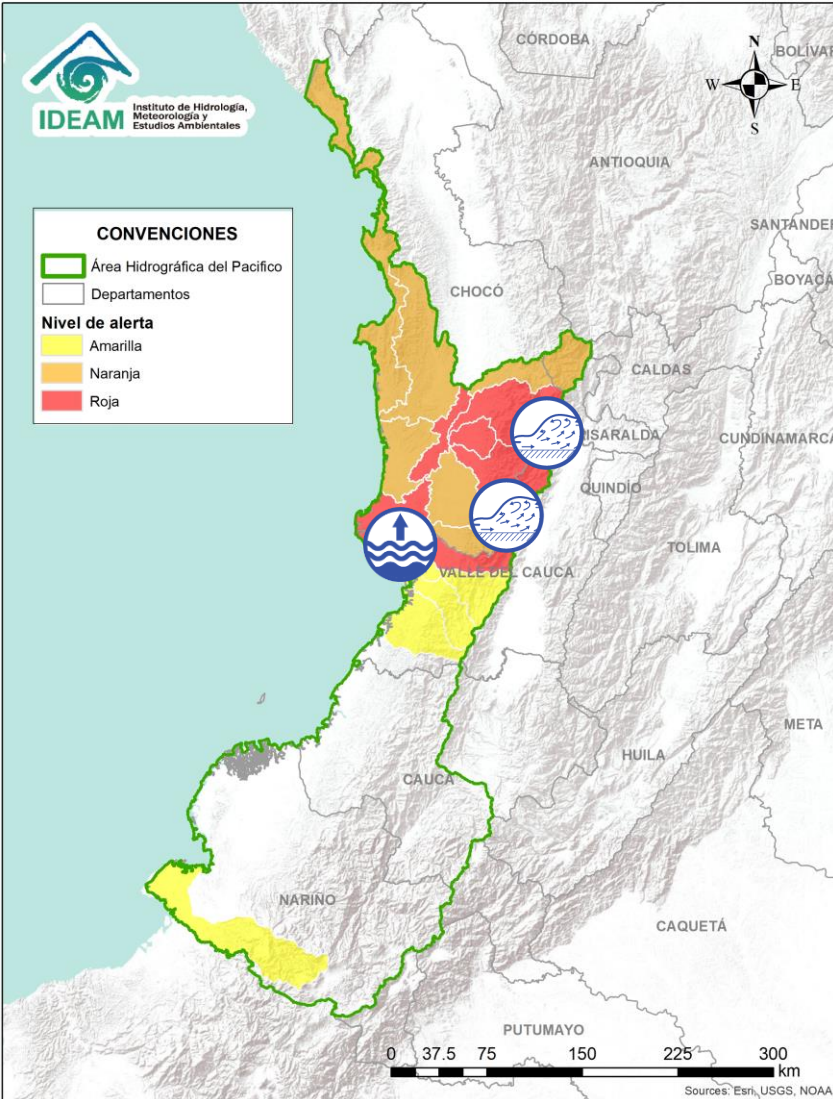 IDEAM
Instituto de Hidrología,
Meteorología y
Estudios Ambientales
CÓRDOBA
BOLÍVAR
N
W
E
S
ANTIOQUIA
SANTANDER
BOYACÁ
CONVENCIONES
Área Hidrográfica del Pacifico
Departamentos
Nivel de alerta
Amarilla
Naranja
Roja
CHOCÓ
CALDAS
RISARALDA
CUNDINAMARCA
QUINDÍO
TOLIMA
VALLE DEL CAUCA
META
HUILA
CAUCA
NARIÑO
CAQUETÁ
PUTUMAYO
0 37.5 75 150 225 300
km
Sources: Esri, USGS, NOAA